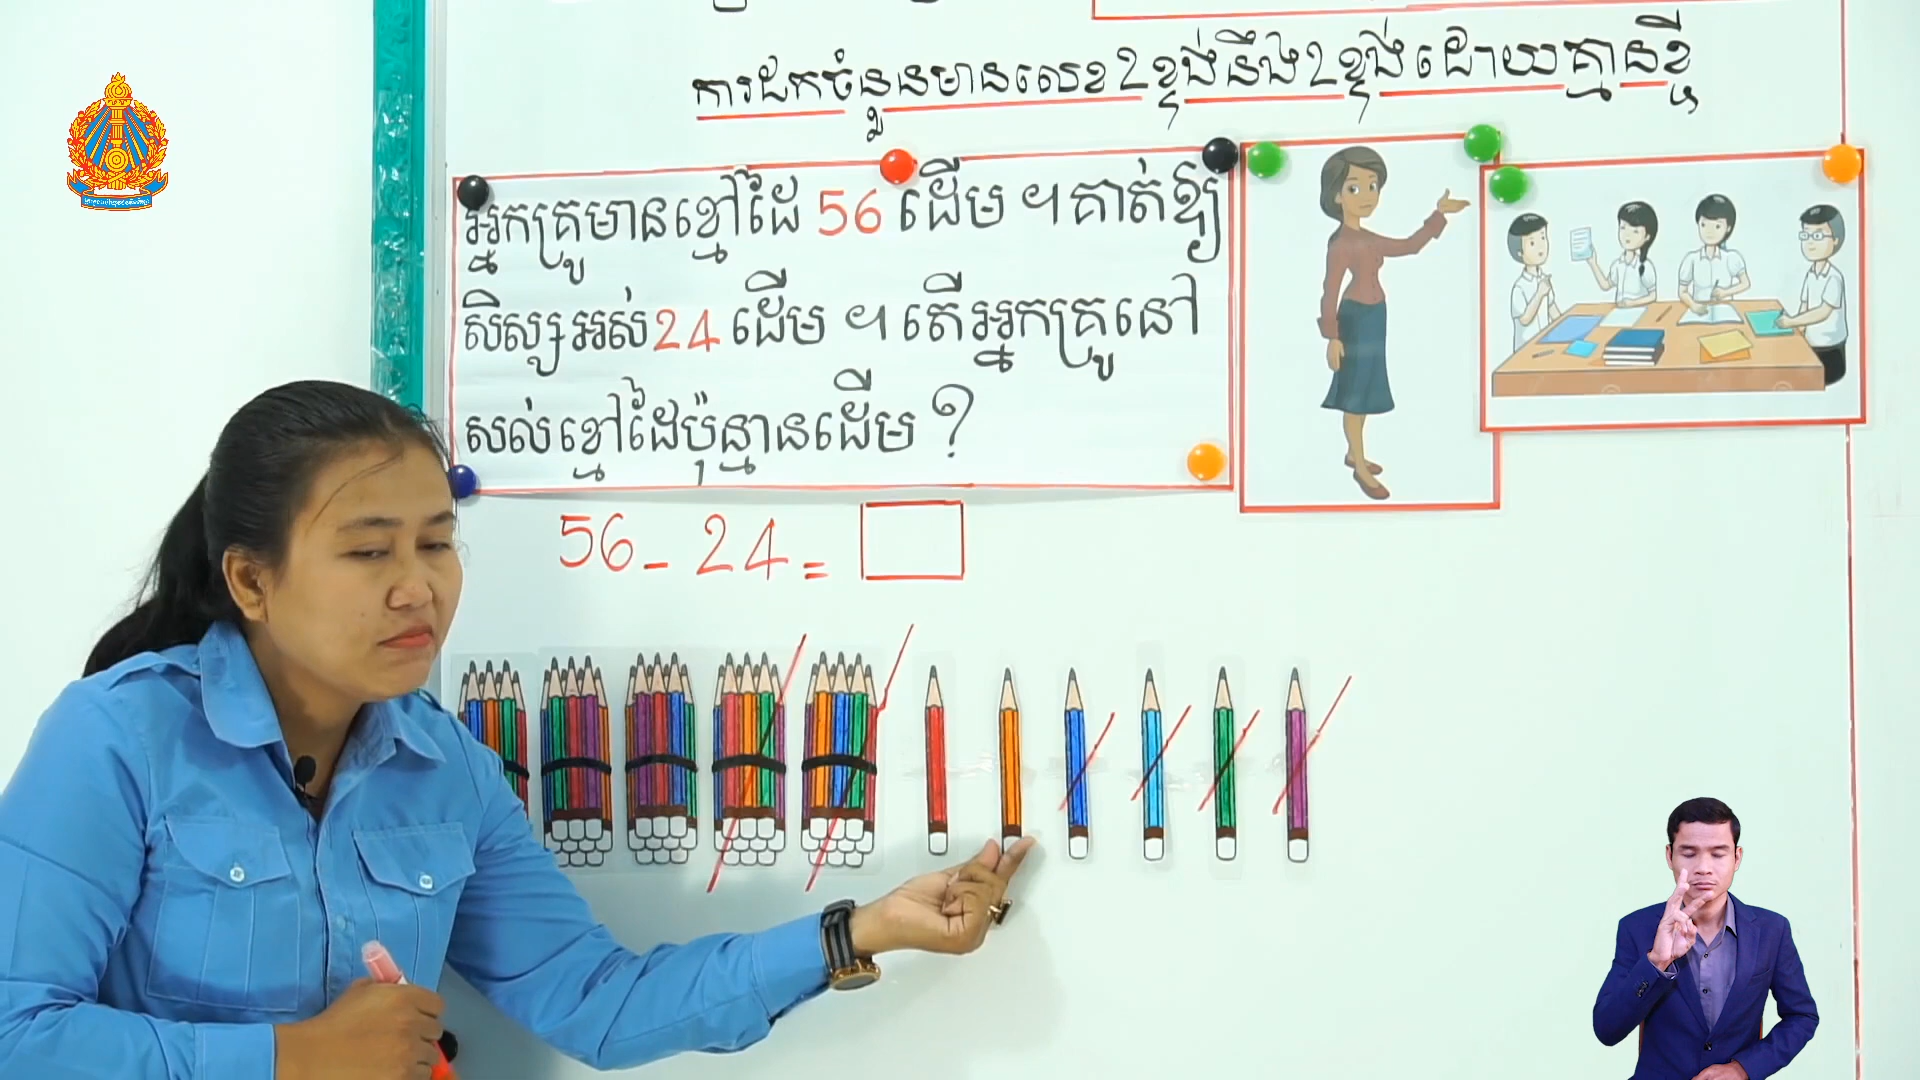 ការដកចំនួនមានលេខ2ខ្ទង់នឹង2ខ្ទង់ដោយគ្មានខ្ចី
អ្នកគ្រូមានខ្មៅដៃ 56 ដើម ។ គាត់ឱ្យ
សិស្សអស់24 ដើម ។ តើអ្នកគ្រូនៅ
សល់ខ្មៅដៃប៉ុន្មានដើម ?
56 - 24 =